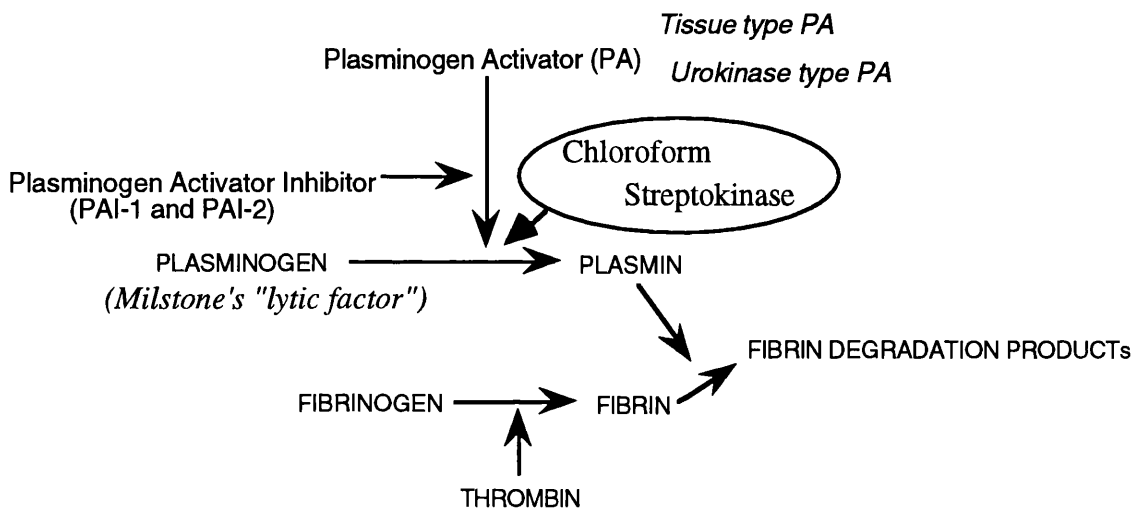 Tissue type PA
Plasminogen Activator (PA)
Urokinase type PA
Chloroform
Streptokinase
Plasminogen Activator Inhibitor
(PAI-1 and PAI-2)
PLASMINOGEN
PLASMIN
(Milstone's "lytic factor")
FIBRIN DEGRADATION PRODUCTs
FIBRINOGEN
FIBRIN
THROMBIN